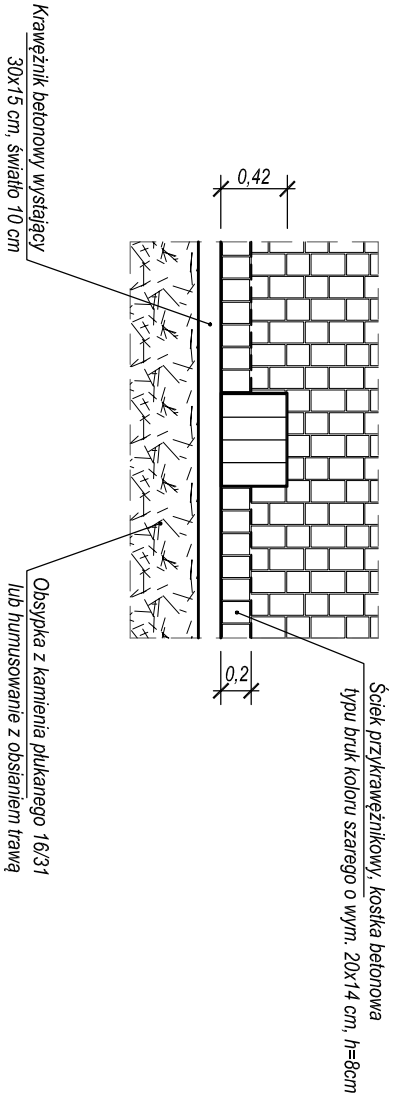 Krawężnik betonowy wystający
30x15 cm, światło 10 cm
0,42
0,2
Ściek przykrawężnikowy, kostka betonowa
typu bruk koloru szarego o wym. 20x14 cm, h=8cm
Obsypka z kamienia płukanego 16/31
lub humusowanie z obsianiem trawą